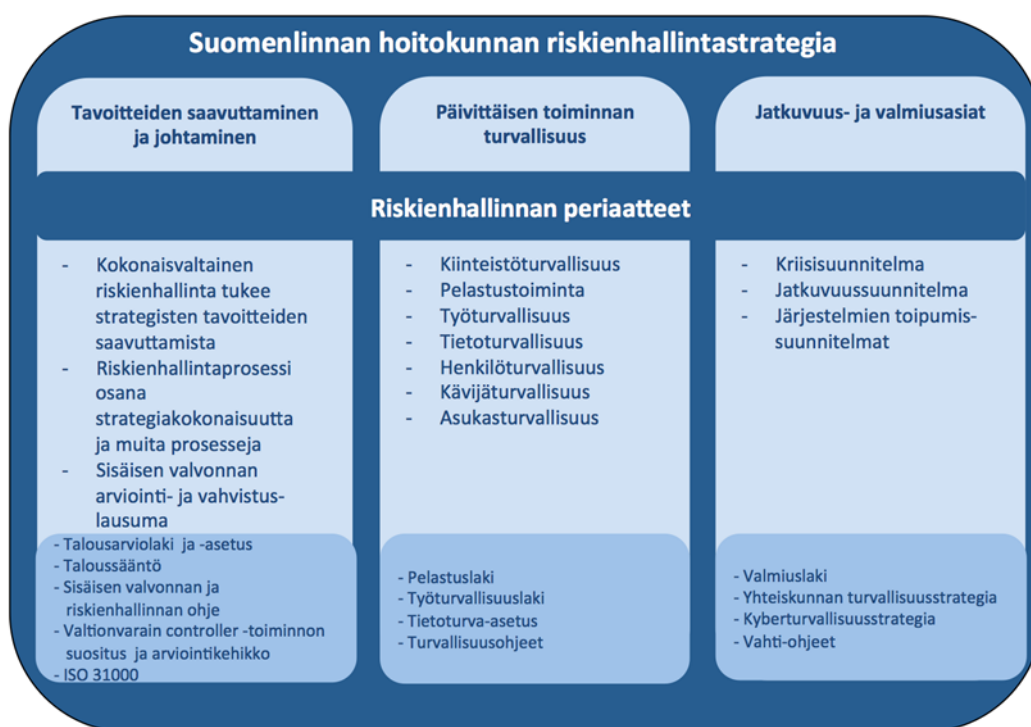 Suomenlinnan hoitokunnan riskienhallintastrategia
Tavoitteiden saavuttaminen
ja johtaminen
Päivittäisen toiminnan
turvallisuus
Jatkuvuus- ja valmiusasiat
Riskienhallinnan periaatteet
- Kokonaisvaltainen
riskienhallinta tukee
strategisten tavoitteiden
saavuttamista
- Riskienhallintaprosessi
osana
strategiakokonaisuutta
ja muita prosesseja
- Sisäisen valvonnan
arviointi- ja vahvistus-
lausuma
- Talousarviolaki ja -asetus
- Taloussääntö
- Sisäisen valvonnan ja
riskienhallinnan ohje
- Valtionvarain controller -toiminnon
suositus ja arviointikehikko
- ISO 31000
- Kiinteistöturvallisuus
- Pelastustoiminta
- Työturvallisuus
- Tietoturvallisuus
- Henkilöturvallisuus
- Kävijäturvallisuus
- Asukasturvallisuus
- Pelastuslaki
- Työturvallisuuslaki
- Tietoturva-asetus
- Turvallisuusohjeet
- Kriisisuunnitelma
- Jatkuvuussuunnitelma
- Järjestelmien toipumis-
suunnitelmat
- Valmiuslaki
- Yhteiskunnan turvallisuusstrategia
- Kyberturvallisuusstrategia
- Vahti-ohjeet